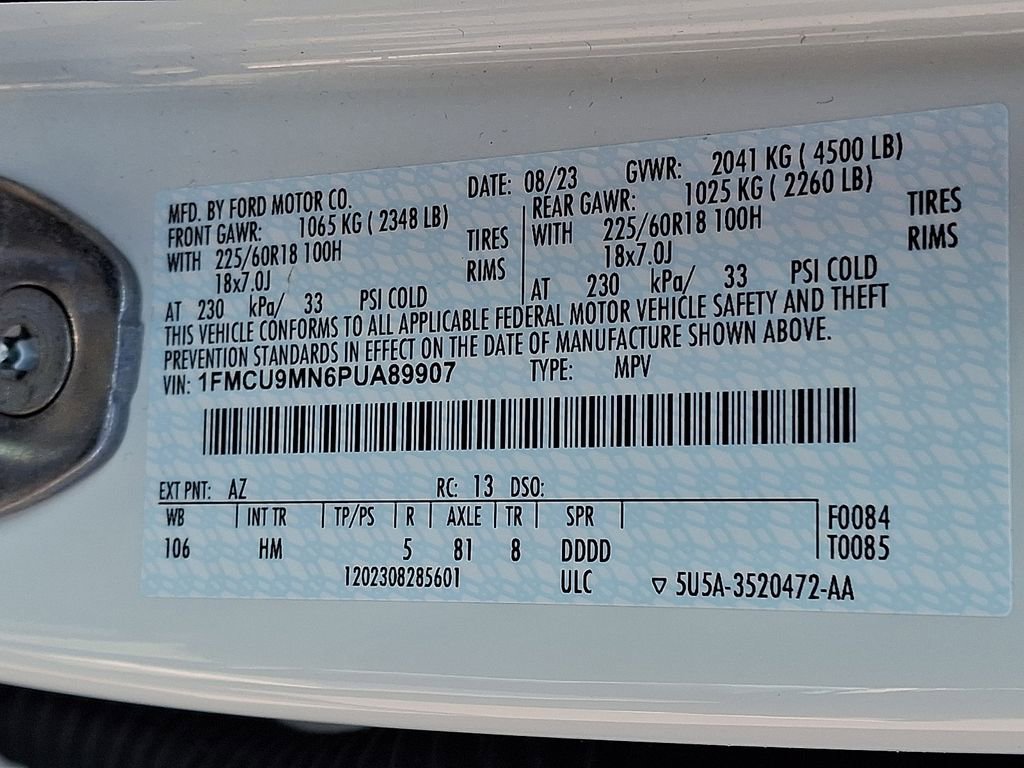 MFD. BY FORD MOTOR CO. DATE: 08/23 GVWR: 2041 KG ( 4500 LB)
FRONT GAWR: 1065 KG ( 2348 LB) REAR GAWR: 1025 KG ( 2260 LB)
WITH 225/60R18 100H TIRES WITH 225/60R18 100H TIRES
18x7.0J RIMS 18x7.0J RIMS
AT 230 kPa/ 33 PSI COLD AT 230 kPa/ 33 PSI COLD
THIS VEHICLE CONFORMS TO ALL APPLICABLE FEDERAL MOTOR VEHICLE SAFETY AND THEFT
PREVENTION STANDARDS IN EFFECT ON THE DATE OF MANUFACTURE SHOWN ABOVE.
VIN: 1FMCU9MN6PUA89907 TYPE: MPV
EXT PNT: AZ RC: 13 DSO:
WB INT TR TP/PS R AXLE TR SPR F0084
106 HM 5 81 8 DDDD T0085
1202308285601 ULC ▽ 5U5A-3520472-AA